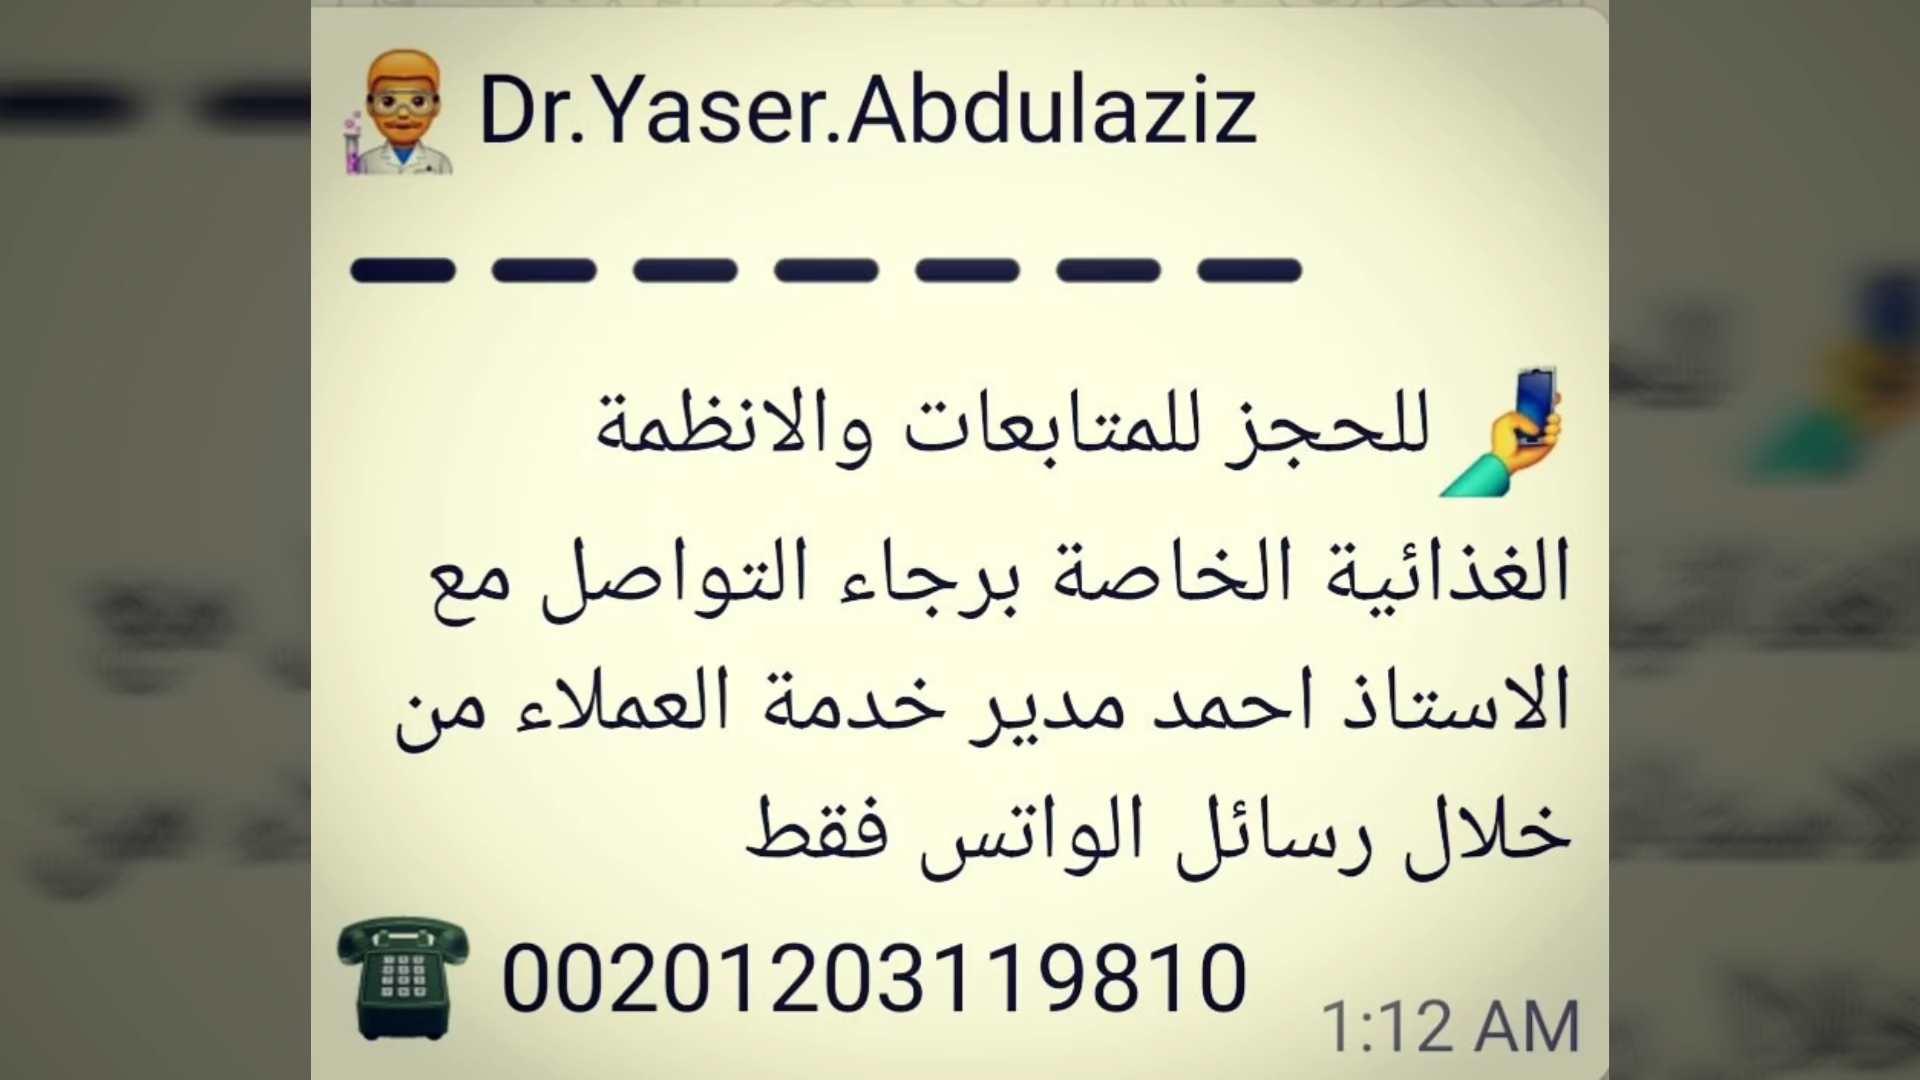 👨‍🔬 Dr.Yaser.Abdulaziz
➖➖➖➖➖➖➖
🤳 للحجز للمتابعات والانظمة
الغذائية الخاصة برجاء التواصل مع
الاستاذ احمد مدير خدمة العملاء من
خلال رسائل الواتس فقط
☎ 00201203119810
1:12 AM